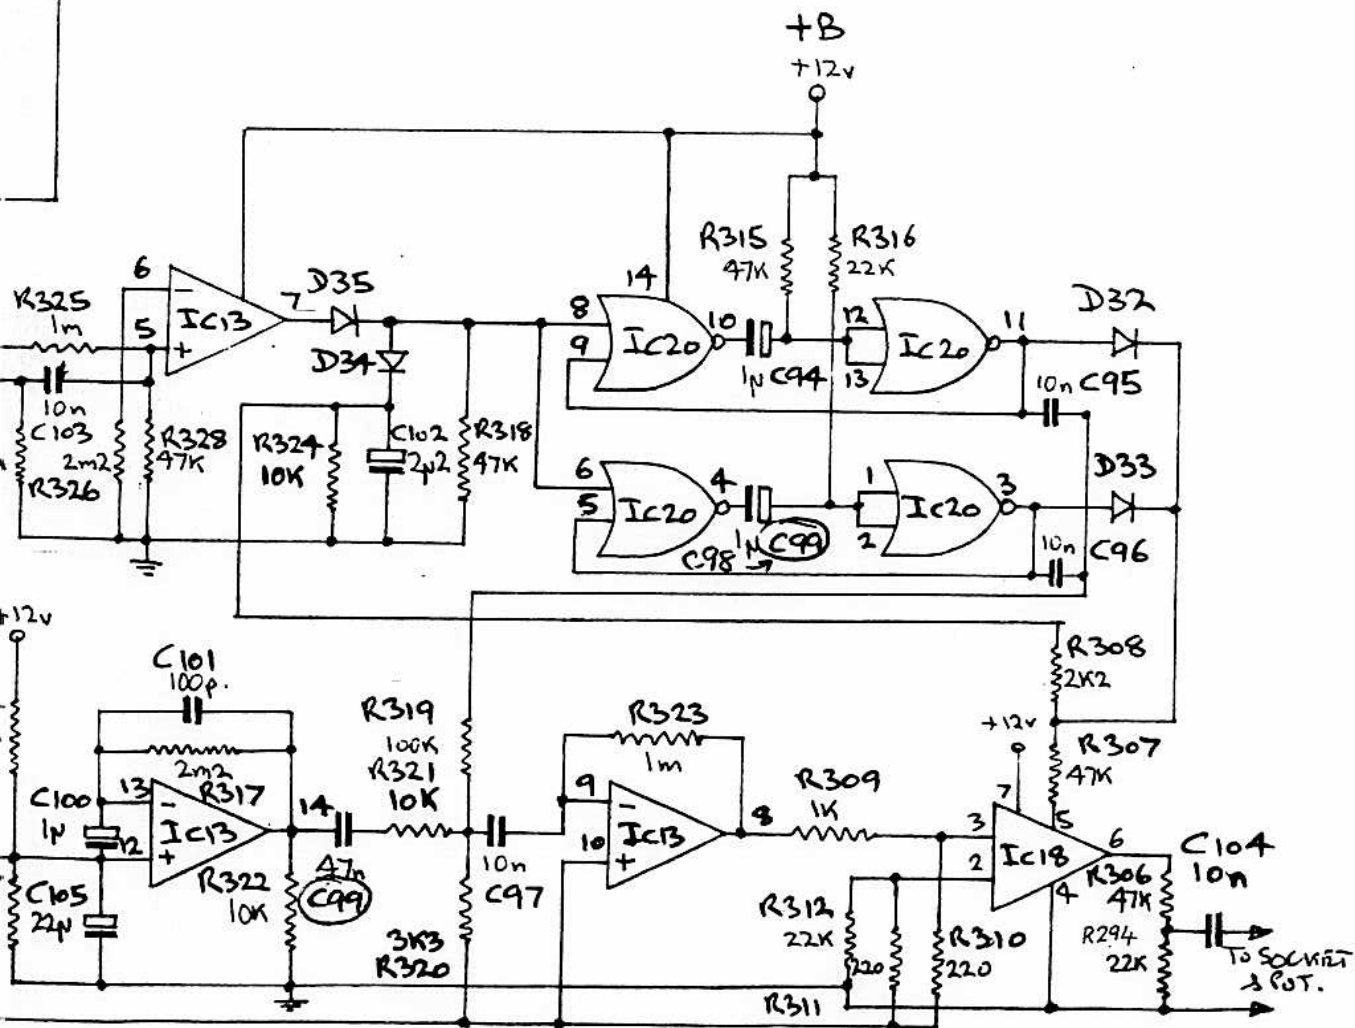 +B
+12v
R315
47K
R316
22K
14
6
R325
1m
5
IC13
7
D35
D34
8
9
IC20
10
1µ
C94
12
13
IC20
11
D32
10n
C95
10n
C103
2m2
R326
R328
47K
R324
10K
C102
2µ2
R318
47K
6
5
IC20
4
1µ
C98
C99
1
2
IC20
3
D33
10n
C96
+12v
C101
100p.
2m2
R317
13
C100
1µ
12
IC13
14
C105
22µ
R322
10K
47n
C99
R319
100K
R321
10K
10n
C97
3K3
R320
R323
1m
9
10
IC13
8
R309
1K
R308
2K2
+12v
R307
47K
7
3
2
5
IC18
6
4
R312
22K
220
R311
R310
220
R306
47K
R294
22K
C104
10n
TO SOCKET
& POT.